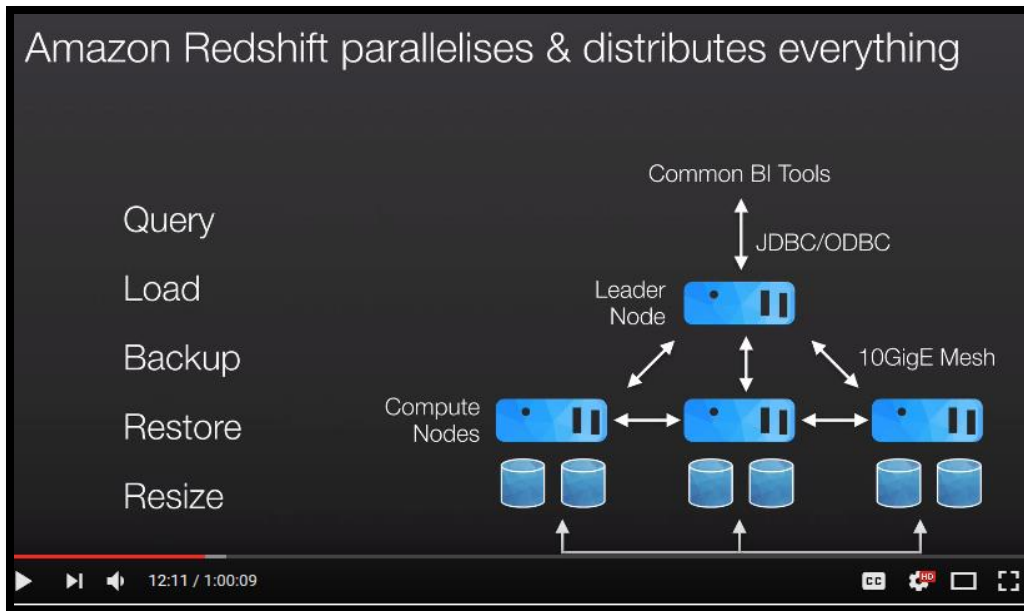 Amazon Redshift parallelises & distributes everything
Query
Load
Backup
Restore
Resize
Common BI Tools
JDBC/ODBC
Leader
Node
10GigE Mesh
Compute
Nodes
12:11 / 1:00:09
CC
HD